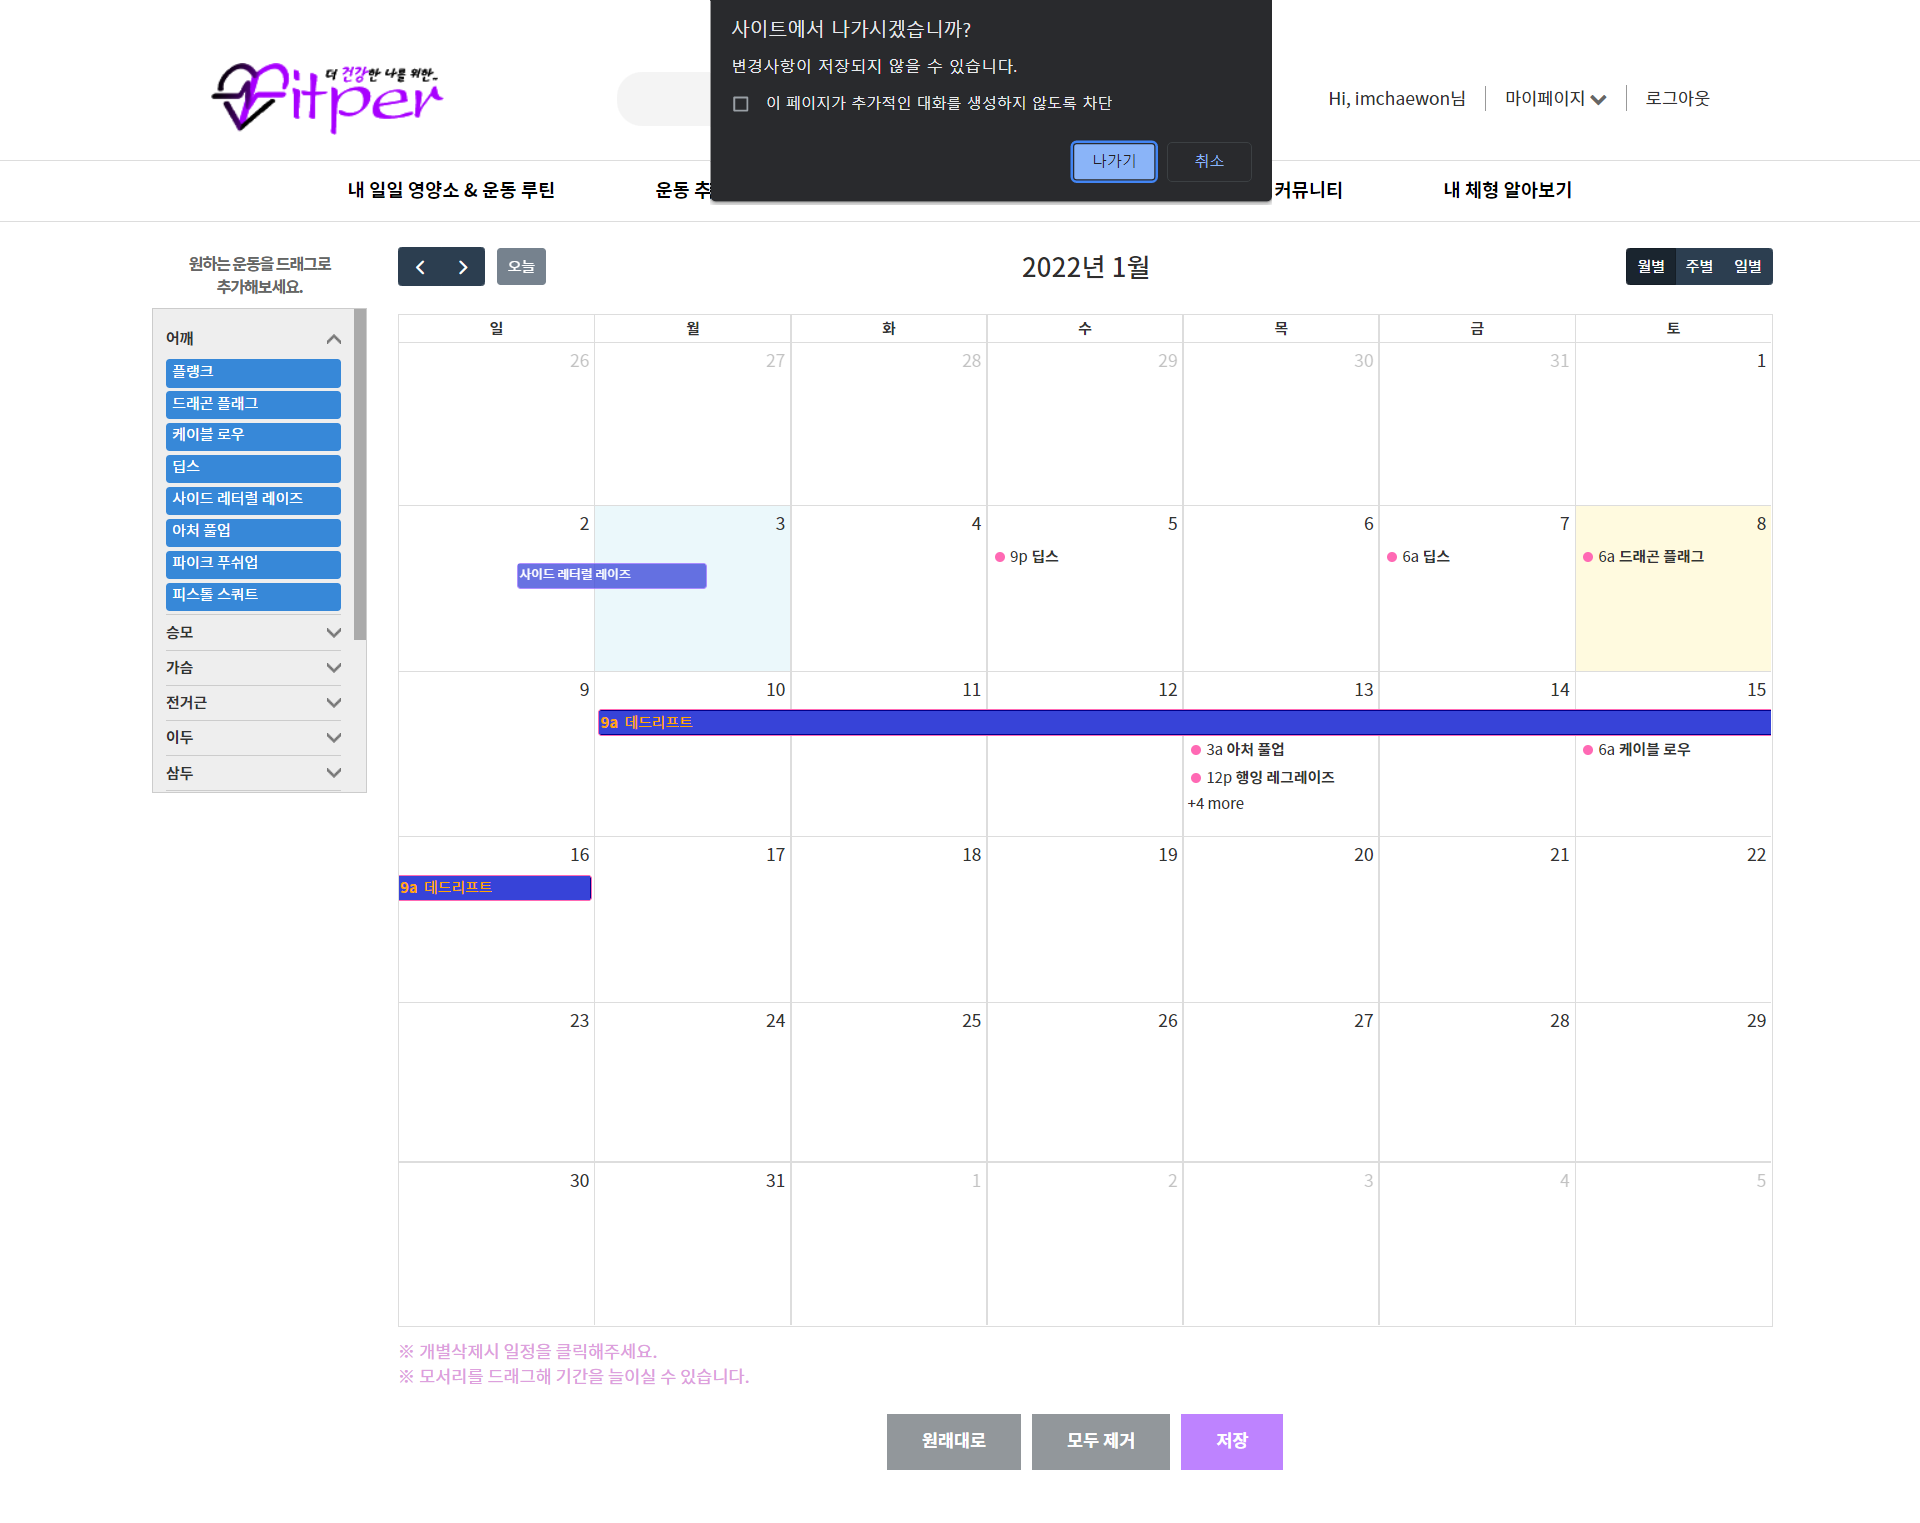 사이트에서 나가시겠습니까?
변경사항이 저장되지 않을 수 있습니다.
이 페이지가 추가적인 대화를 생성하지 않도록 차단
나가기 취소
더 건강한 나를 위한..
Fitper
Hi, imchaewon님 마이페이지 로그아웃
내 일일 영양소 & 운동 루틴 운동 추 커뮤니티 내 체형 알아보기
원하는 운동을 드래그로
추가해보세요.
어깨
플랭크
드래곤 플래그
케이블 로우
딥스
사이드 레터럴 레이즈
아처 풀업
파이크 푸쉬업
피스톨 스쿼트
승모
가슴
전거근
이두
삼두
오늘 2022년 1월 월별 주별 일별
일 월 화 수 목 금 토
26 27 28 29 30 31 1
2 3 4 5 6 7 8
9p 딥스 6a 딥스 6a 드래곤 플래그
사이드 레터럴 레이즈
9 10 11 12 13 14 15
9a 데드리프트
3a 아처 풀업 6a 케이블 로우
12p 행잉 레그레이즈
+4 more
16 17 18 19 20 21 22
9a 데드리프트
23 24 25 26 27 28 29
30 31 1 2 3 4 5
※ 개별삭제시 일정을 클릭해주세요.
※ 모서리를 드래그해 기간을 늘이실 수 있습니다.
원래대로 모두 제거 저장